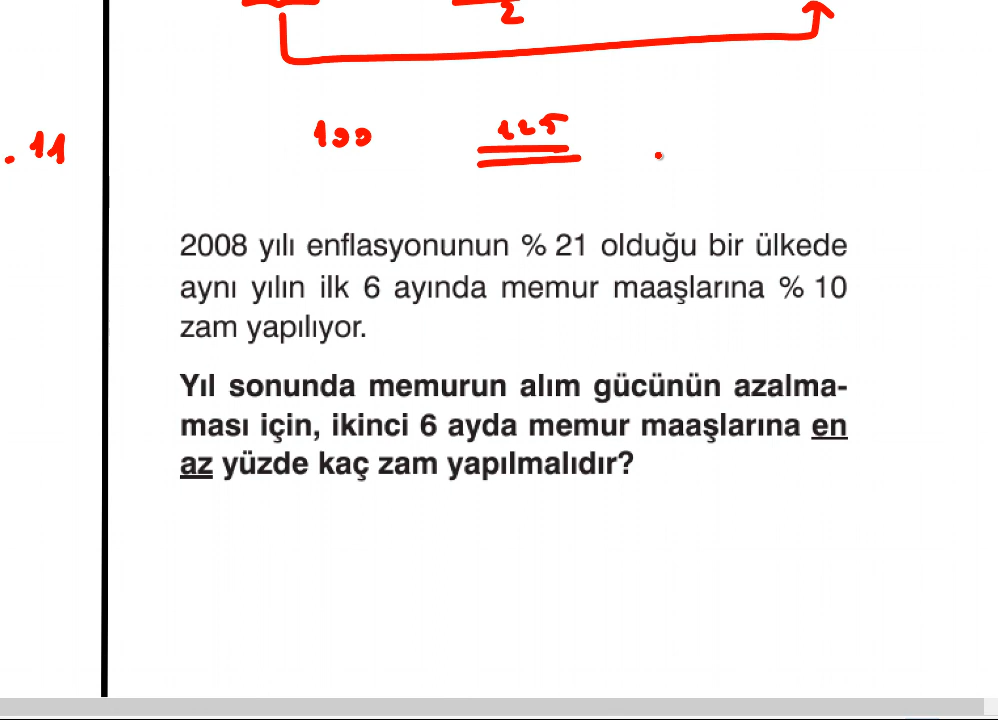 2
. 11
100
225
2008 yılı enflasyonunun % 21 olduğu bir ülkede
aynı yılın ilk 6 ayında memur maaşlarına % 10
zam yapılıyor.
Yıl sonunda memurun alım gücünün azalma-
ması için, ikinci 6 ayda memur maaşlarına en
az yüzde kaç zam yapılmalıdır?